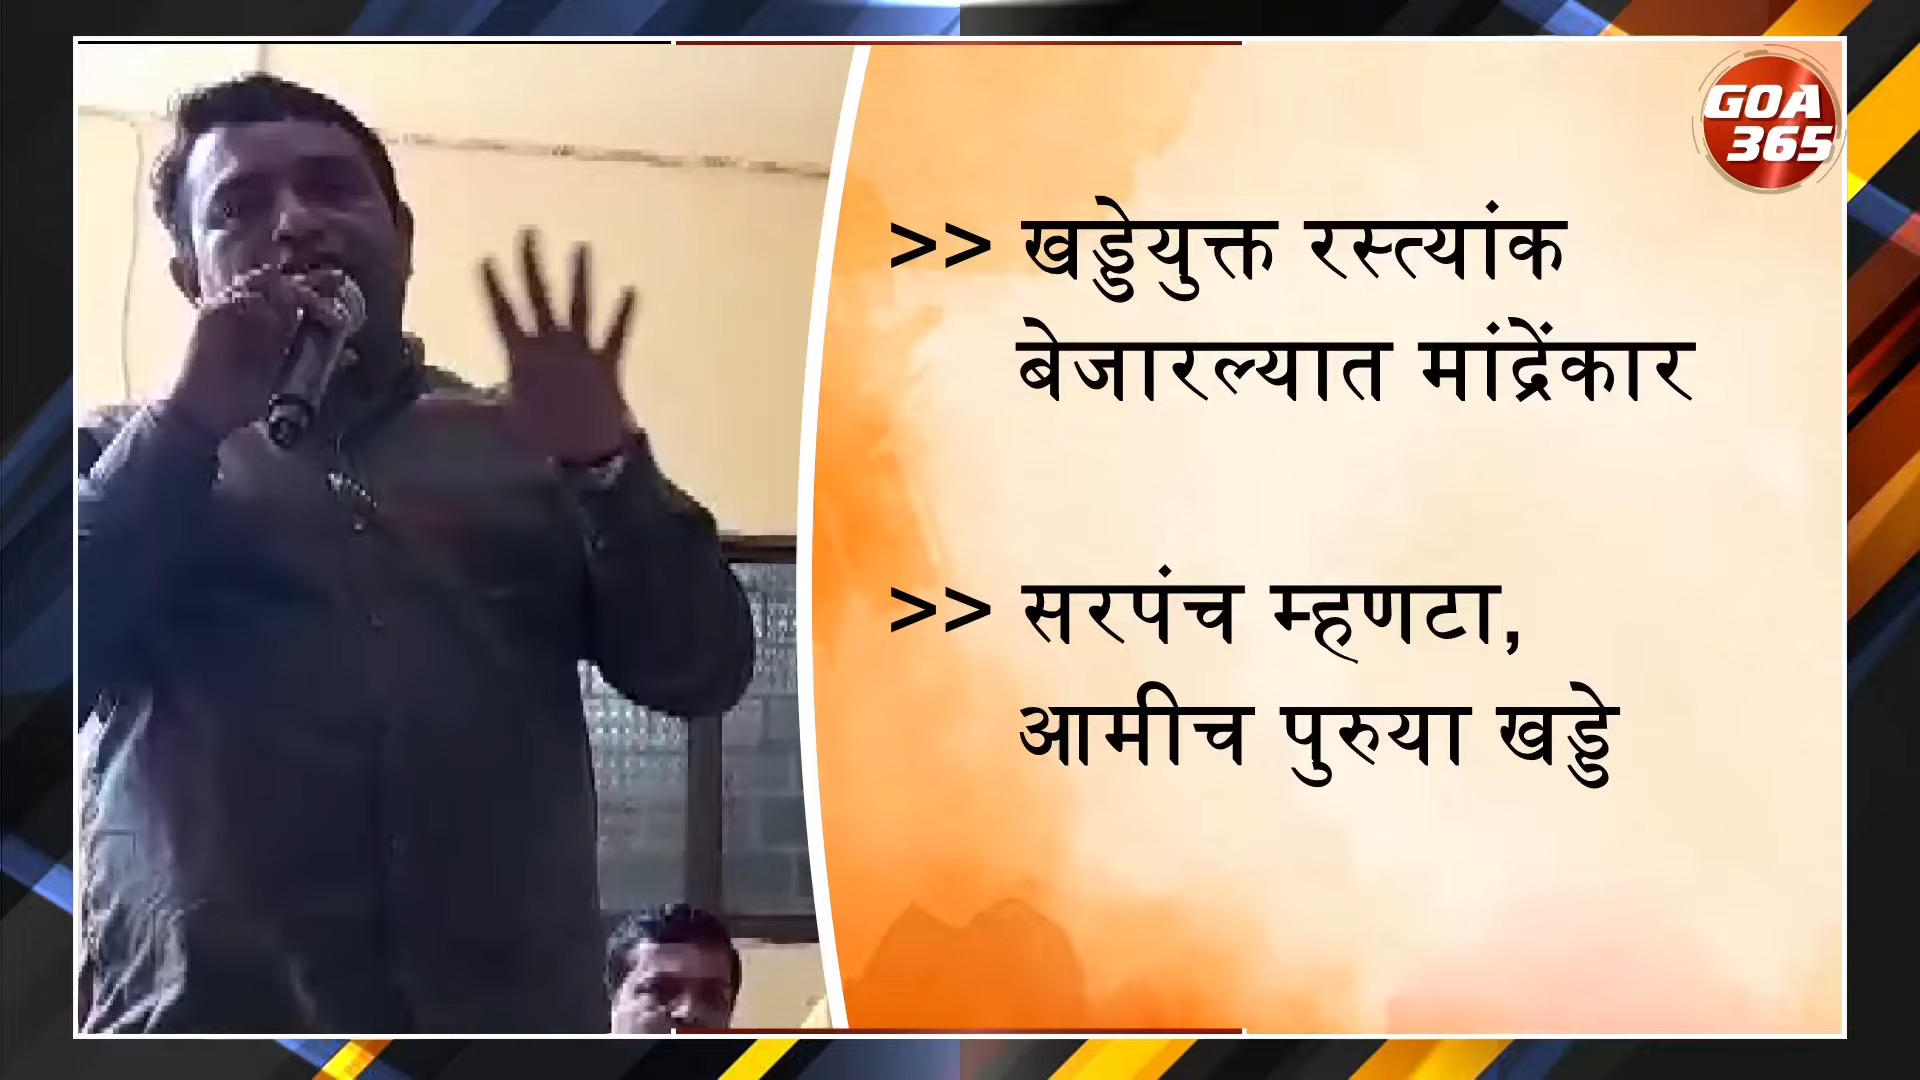 GOA
365
>> खड्डेयुक्त रस्त्यांक
बेजारल्यात मांद्रेंकार
>> सरपंच म्हणटा,
आमीच पुरुया खड्डे